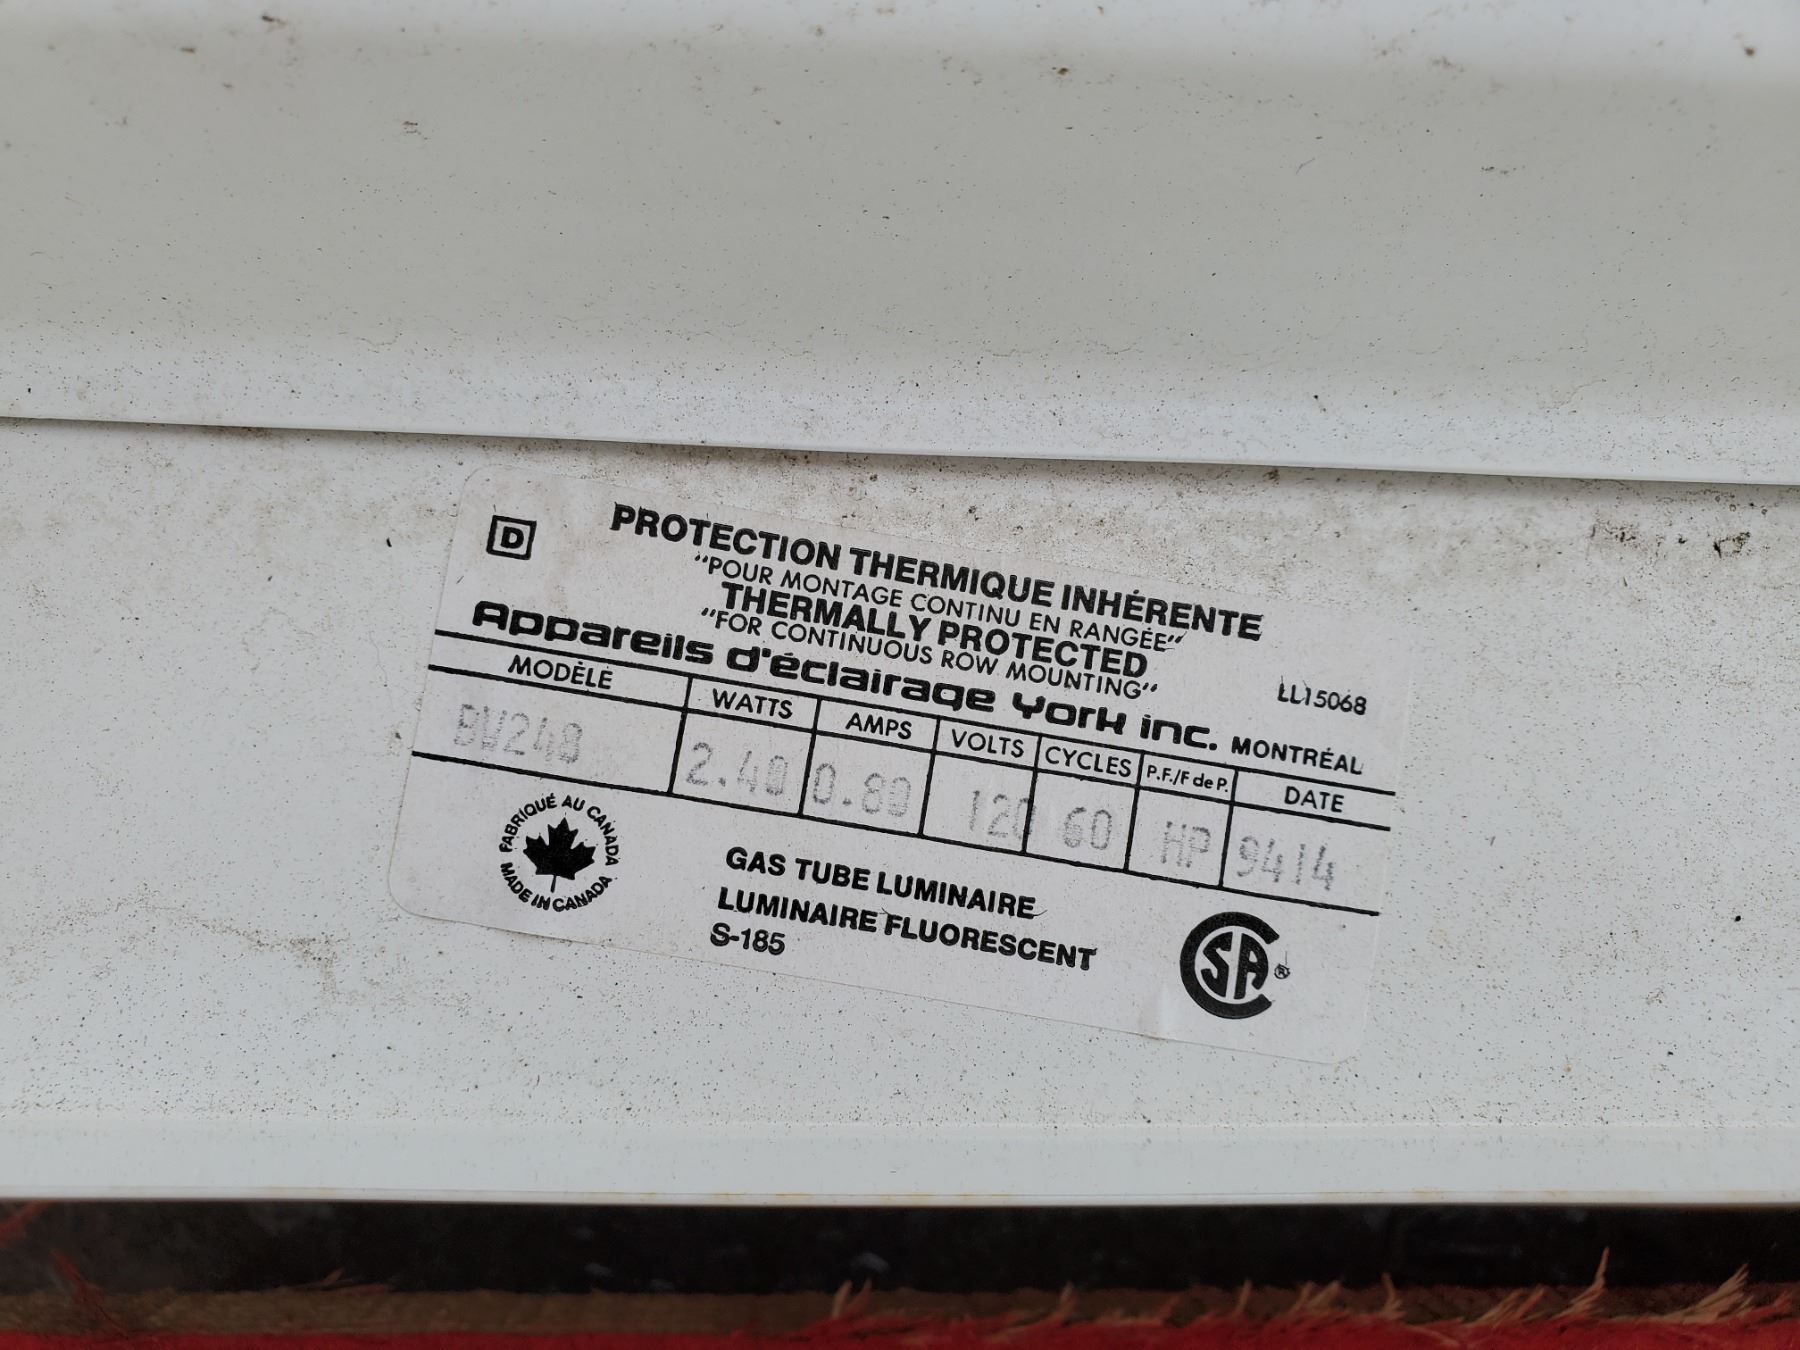 D
PROTECTION THERMIQUE INHÉRENTE
“POUR MONTAGE CONTINU EN RANGÉE”
THERMALLY PROTECTED
“FOR CONTINUOUS ROW MOUNTING”
LL15068
Appareils d'éclairage York inc. MONTRÉAL
MODÈLE WATTS AMPS VOLTS CYCLES P.F./F de P. DATE
BW240 2.40 0.80 120 60 HP 9414
FABRIQUÉ AU CANADA
MADE IN CANADA
GAS TUBE LUMINAIRE
LUMINAIRE FLUORESCENT
S-185
CSA®